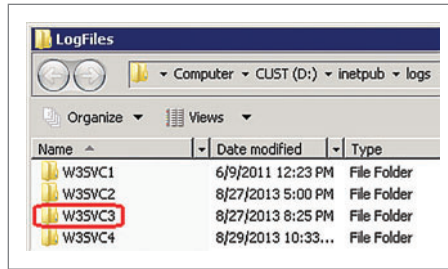 LogFiles
Computer CUST (D:) inetpub logs
Organize Views
Name Date modified Type
W3SVC1 6/9/2011 12:23 PM File Folder
W3SVC2 8/27/2013 5:00 PM File Folder
W3SVC3 8/27/2013 8:25 PM File Folder
W3SVC4 8/29/2013 10:33... File Folder